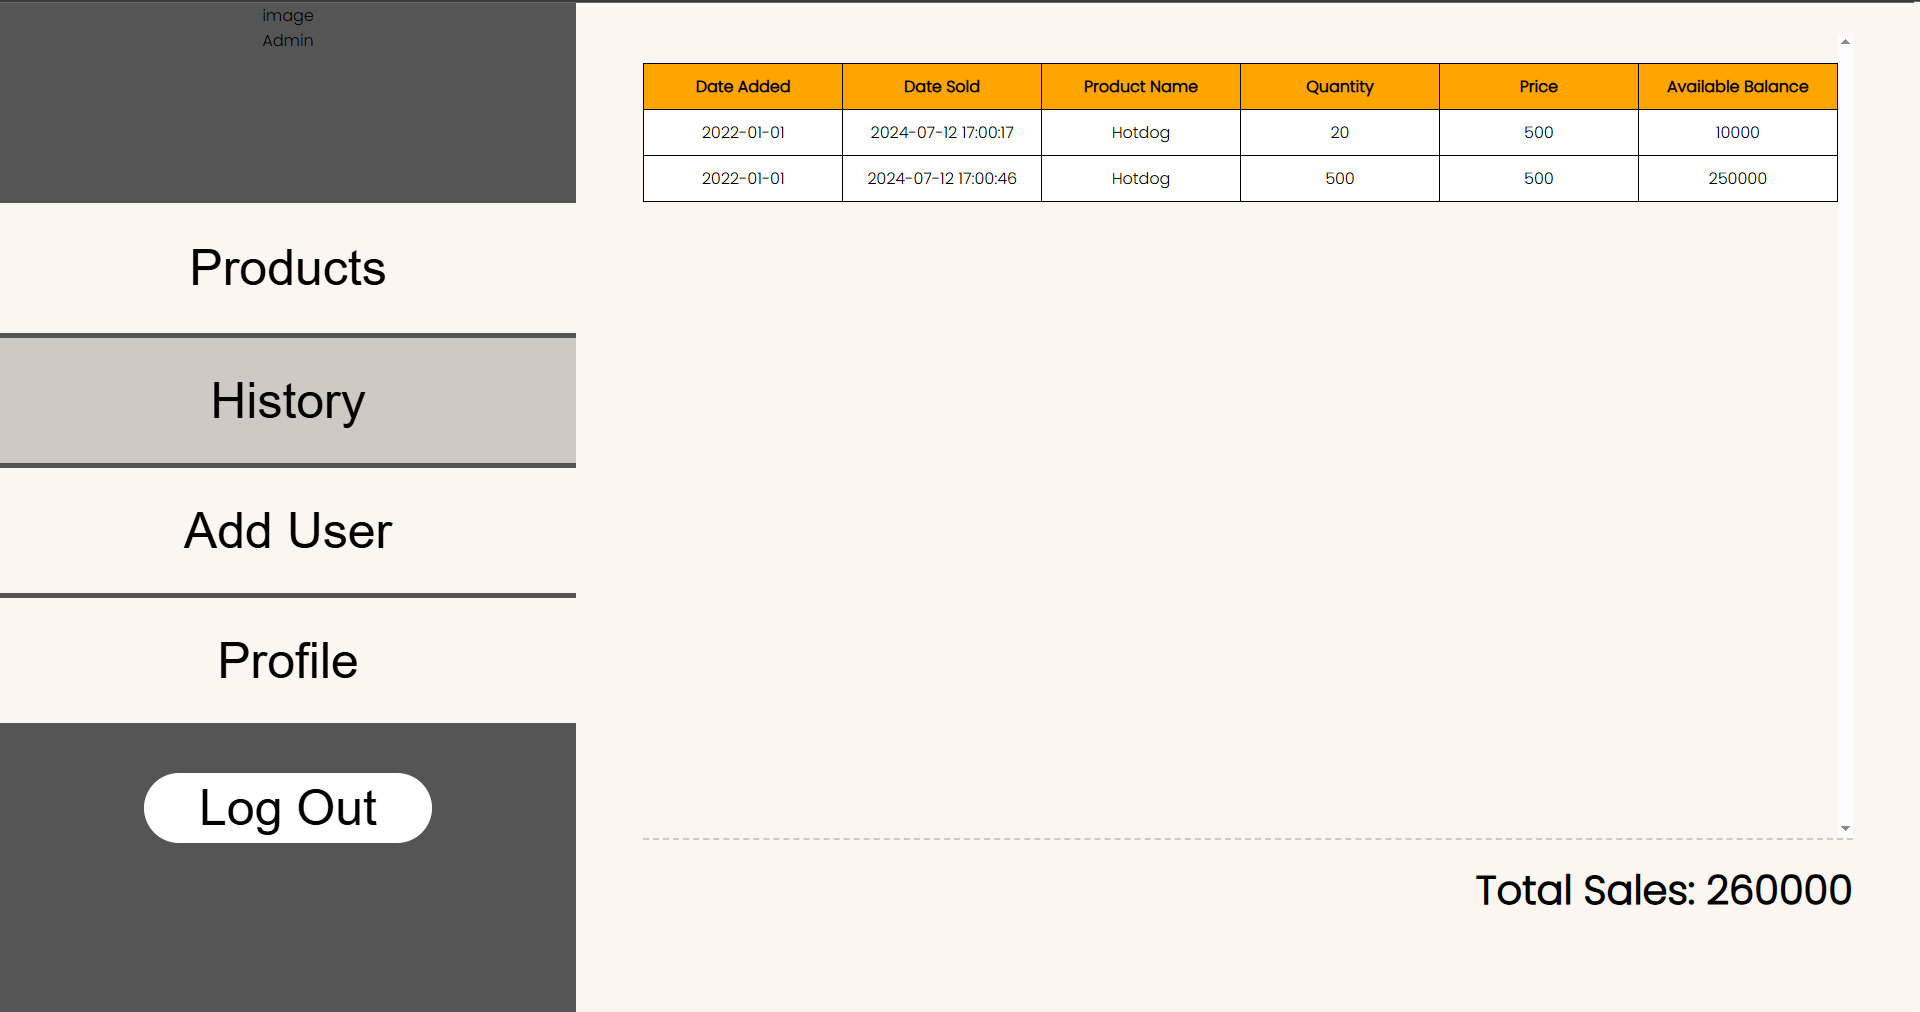 image
Admin
Products
History
Add User
Profile
Log Out
Date Added Date Sold Product Name Quantity Price Available Balance
2022-01-01 2024-07-12 17:00:17 Hotdog 20 500 10000
2022-01-01 2024-07-12 17:00:46 Hotdog 500 500 250000
Total Sales: 260000